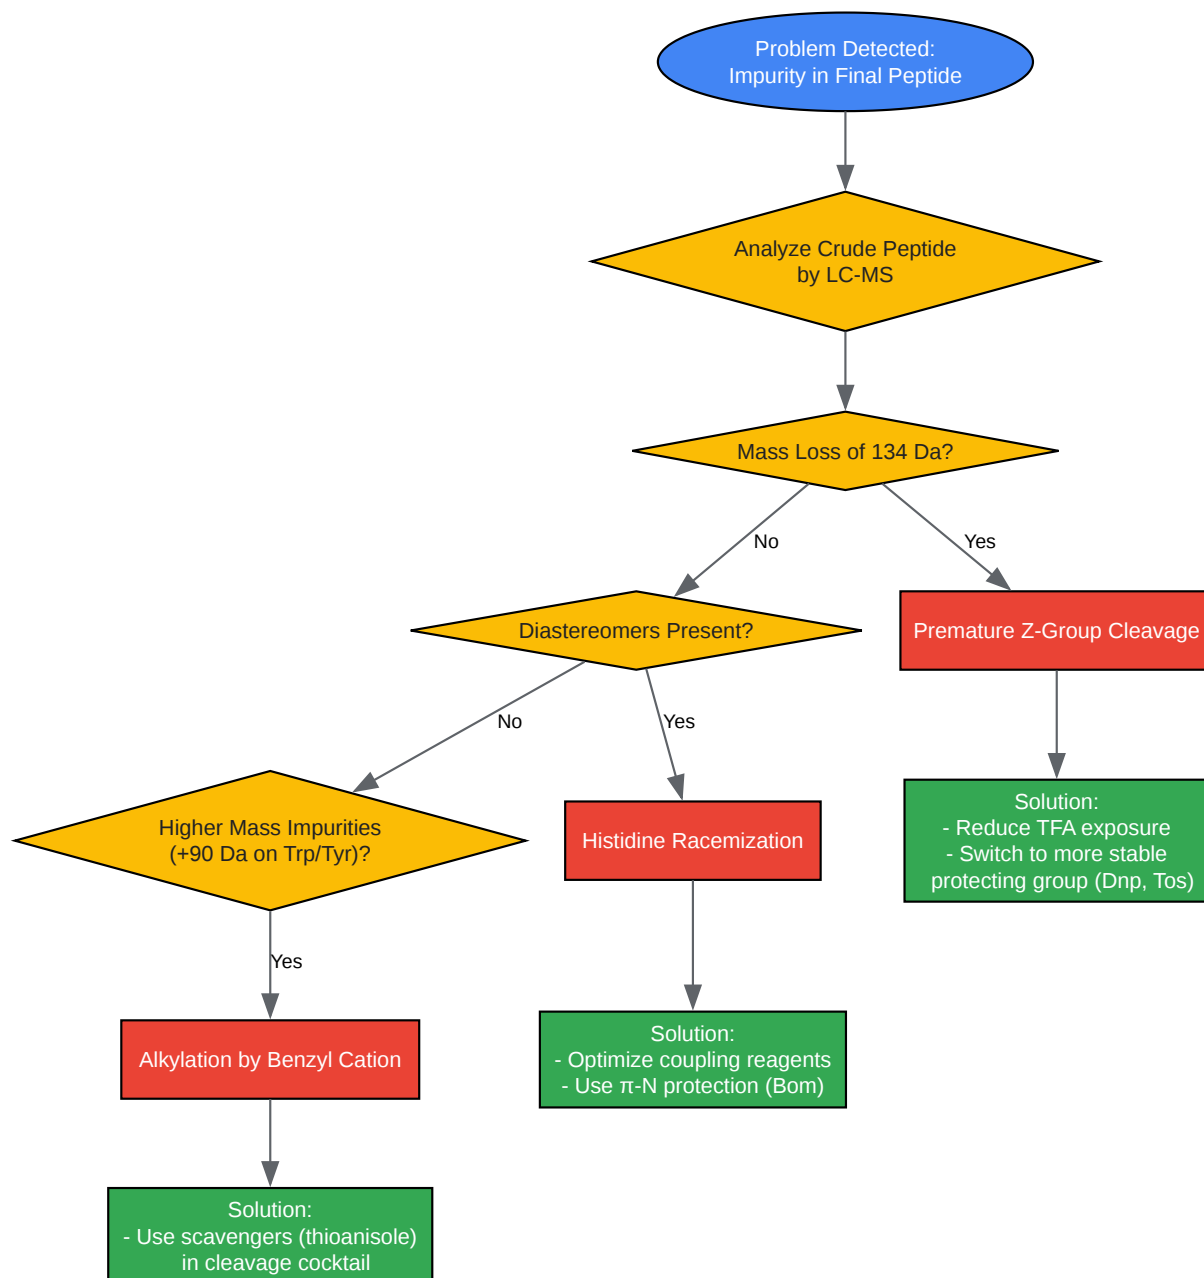 Problem Detected:
Impurity in Final Peptide
Analyze Crude Peptide
by LC-MS
Mass Loss of 134 Da?
No
Yes
Diastereomers Present?
Premature Z-Group Cleavage
No
Yes
Higher Mass Impurities
(+90 Da on Trp/Tyr)?
Histidine Racemization
Solution:
- Reduce TFA exposure
- Switch to more stable
protecting group (Dnp, Tos)
Yes
Alkylation by Benzyl Cation
Solution:
- Optimize coupling reagents
- Use π-N protection (Bom)
Solution:
- Use scavengers (thioanisole)
in cleavage cocktail